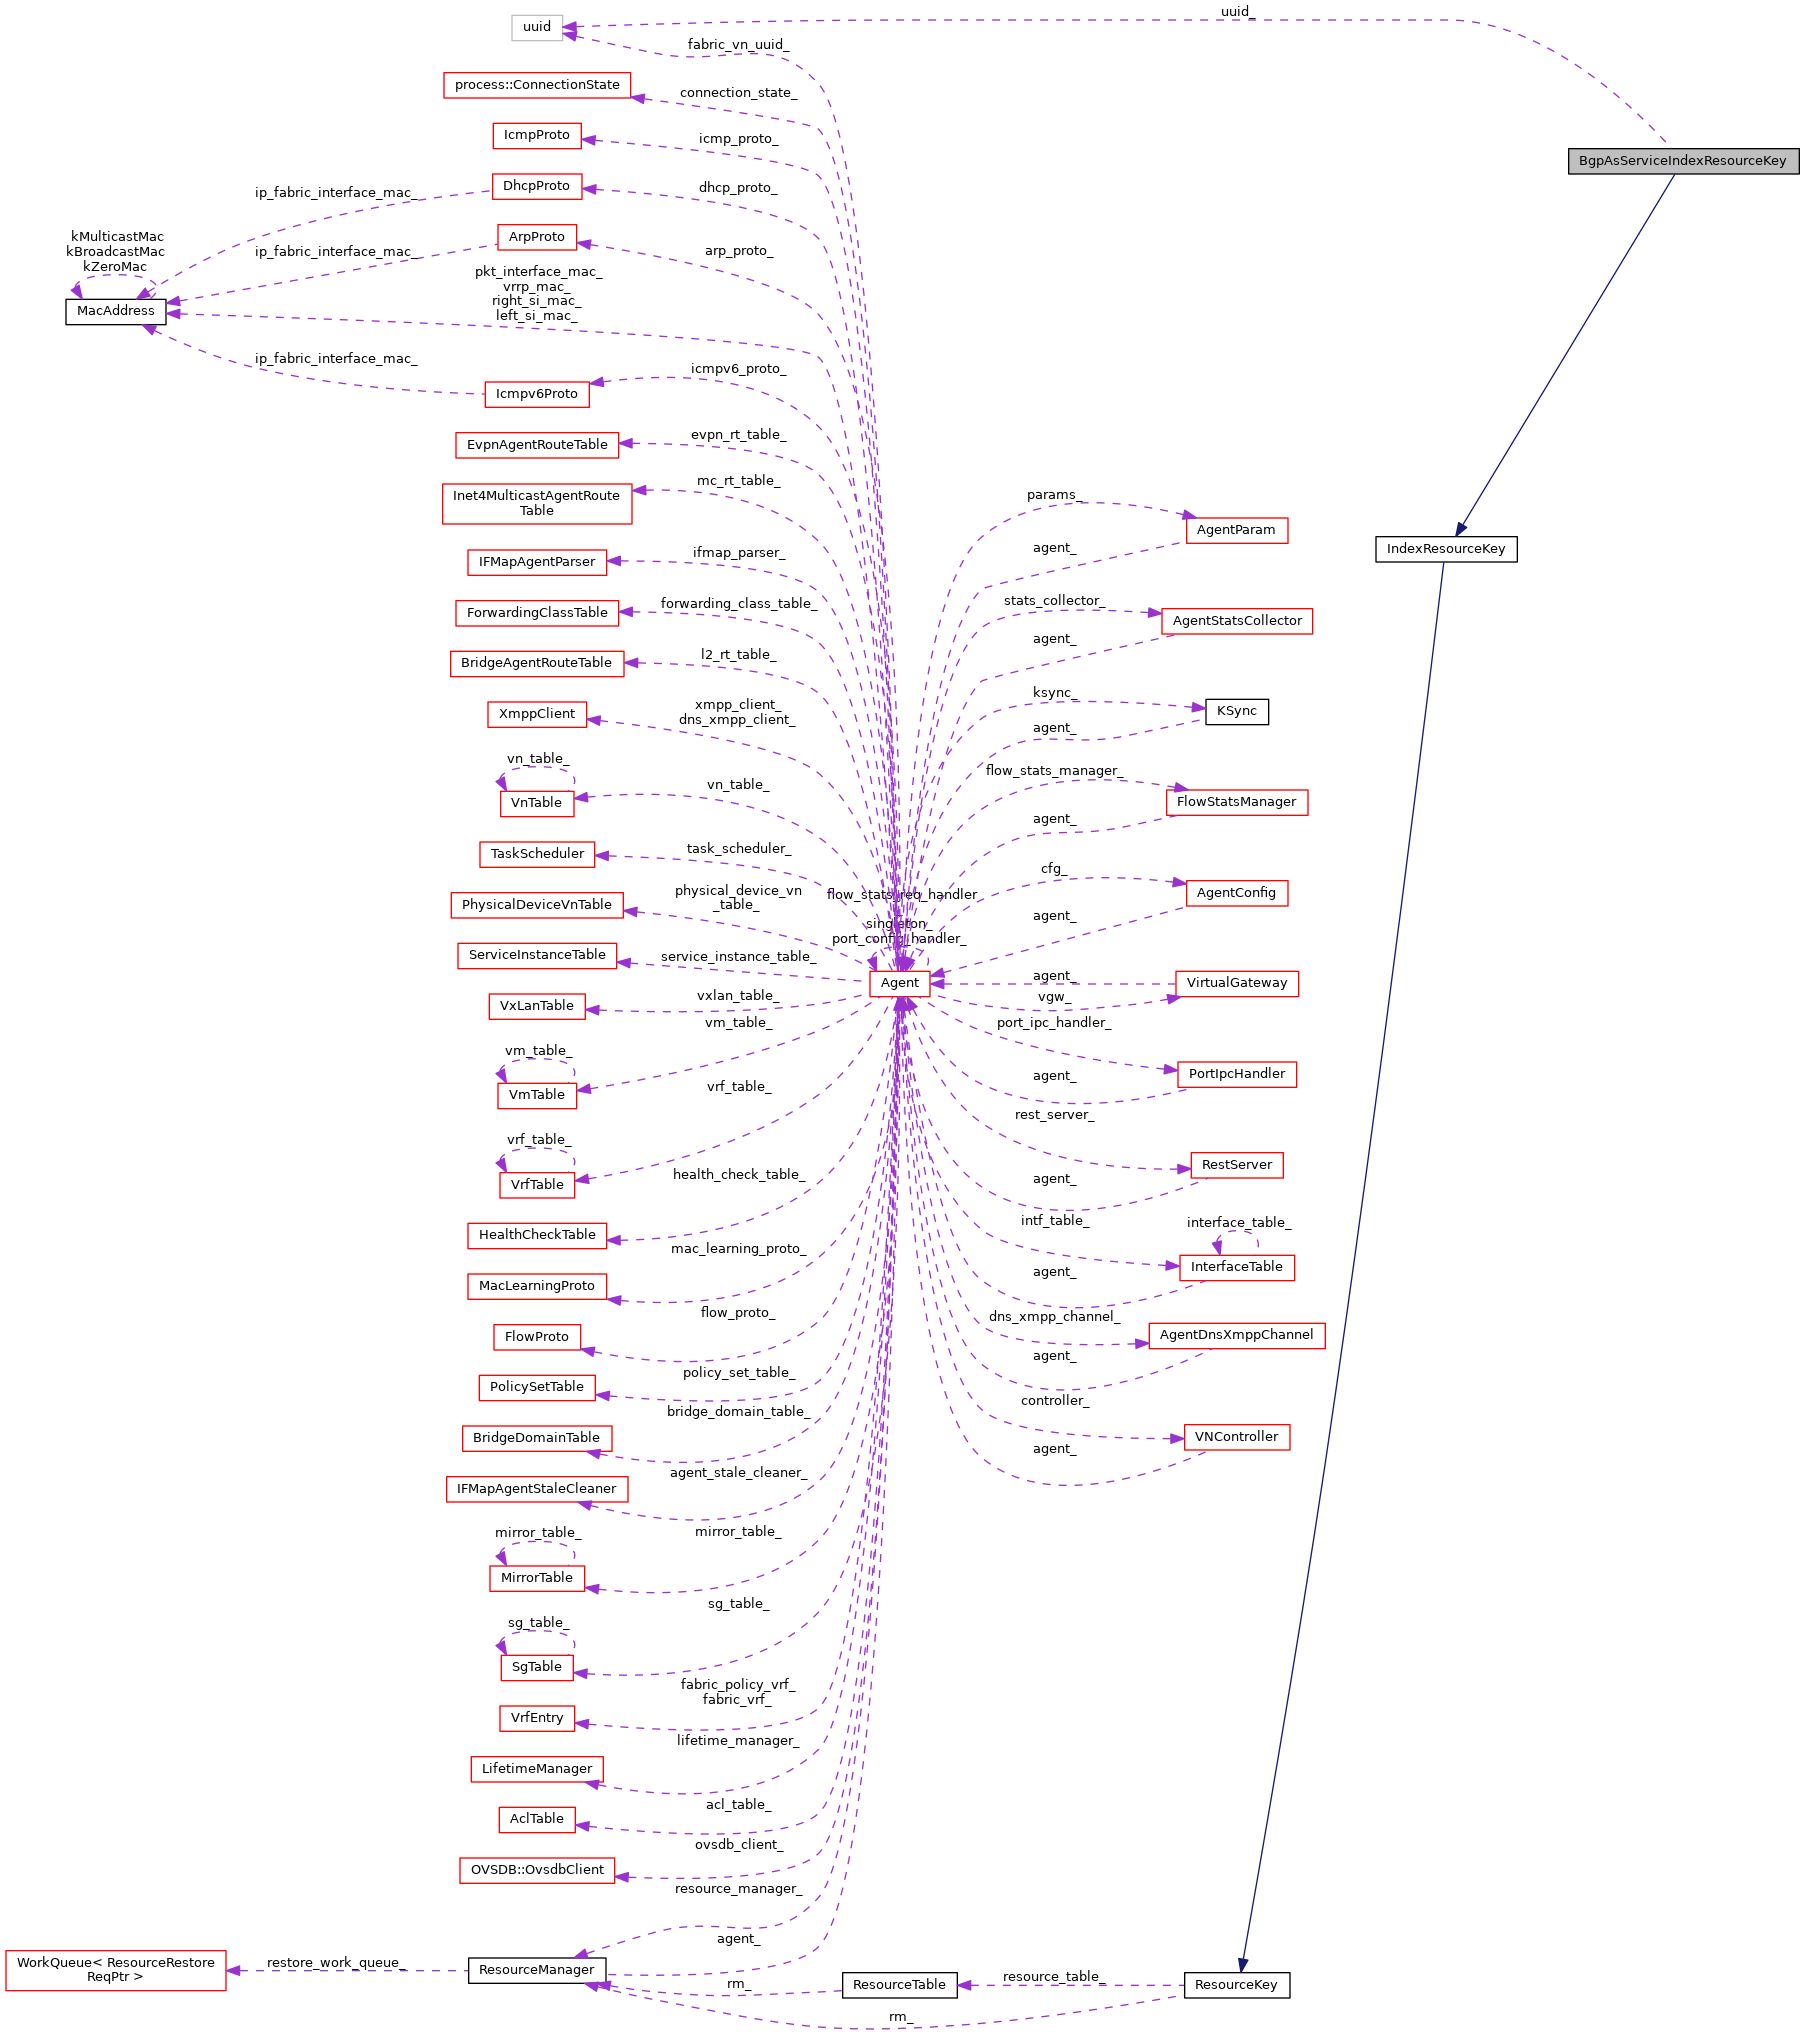 uuid_
uuid
fabric_vn_uuid_
process::ConnectionState
connection_state_
IcmpProto
icmp_proto_
BgpAsServiceIndexResourceKey
DhcpProto
dhcp_proto_
ip_fabric_interface_mac_
kMulticastMac
kBroadcastMac
kZeroMac
ArpProto
arp_proto_
ip_fabric_interface_mac_
pkt_interface_mac_
vrrp_mac_
right_si_mac_
left_si_mac_
MacAddress
ip_fabric_interface_mac_
icmpv6_proto_
Icmpv6Proto
evpn_rt_table_
EvpnAgentRouteTable
mc_rt_table_
Inet4MulticastAgentRoute
Table
params_
AgentParam
agent_
IndexResourceKey
ifmap_parser_
IFMapAgentParser
forwarding_class_table_
ForwardingClassTable
stats_collector_
AgentStatsCollector
agent_
l2_rt_table_
BridgeAgentRouteTable
ksync_
KSync
agent_
xmpp_client_
dns_xmpp_client_
XmppClient
vn_table_
vn_table_
VnTable
flow_stats_manager_
FlowStatsManager
agent_
task_scheduler_
TaskScheduler
cfg_
AgentConfig
agent_
physical_device_vn
_table_
PhysicalDeviceVnTable
flow_stats_req_handler
_
singleton_
port_config_handler_
service_instance_table_
ServiceInstanceTable
Agent
agent_
vgw_
VirtualGateway
vxlan_table_
VxLanTable
vm_table_
port_ipc_handler_
PortIpcHandler
agent_
vm_table_
VmTable
vrf_table_
rest_server_
RestServer
agent_
vrf_table_
VrfTable
health_check_table_
HealthCheckTable
intf_table_
interface_table_
InterfaceTable
agent_
mac_learning_proto_
MacLearningProto
flow_proto_
FlowProto
dns_xmpp_channel_
AgentDnsXmppChannel
agent_
policy_set_table_
PolicySetTable
bridge_domain_table_
BridgeDomainTable
controller_
VNController
agent_
agent_stale_cleaner_
IFMapAgentStaleCleaner
mirror_table_
mirror_table_
MirrorTable
sg_table_
sg_table_
SgTable
fabric_policy_vrf_
fabric_vrf_
VrfEntry
lifetime_manager_
LifetimeManager
acl_table_
AclTable
ovsdb_client_
OVSDB::OvsdbClient
resource_manager_
agent_
WorkQueue< ResourceRestore
ReqPtr >
restore_work_queue_
ResourceManager
rm_
ResourceTable
resource_table_
ResourceKey
rm_